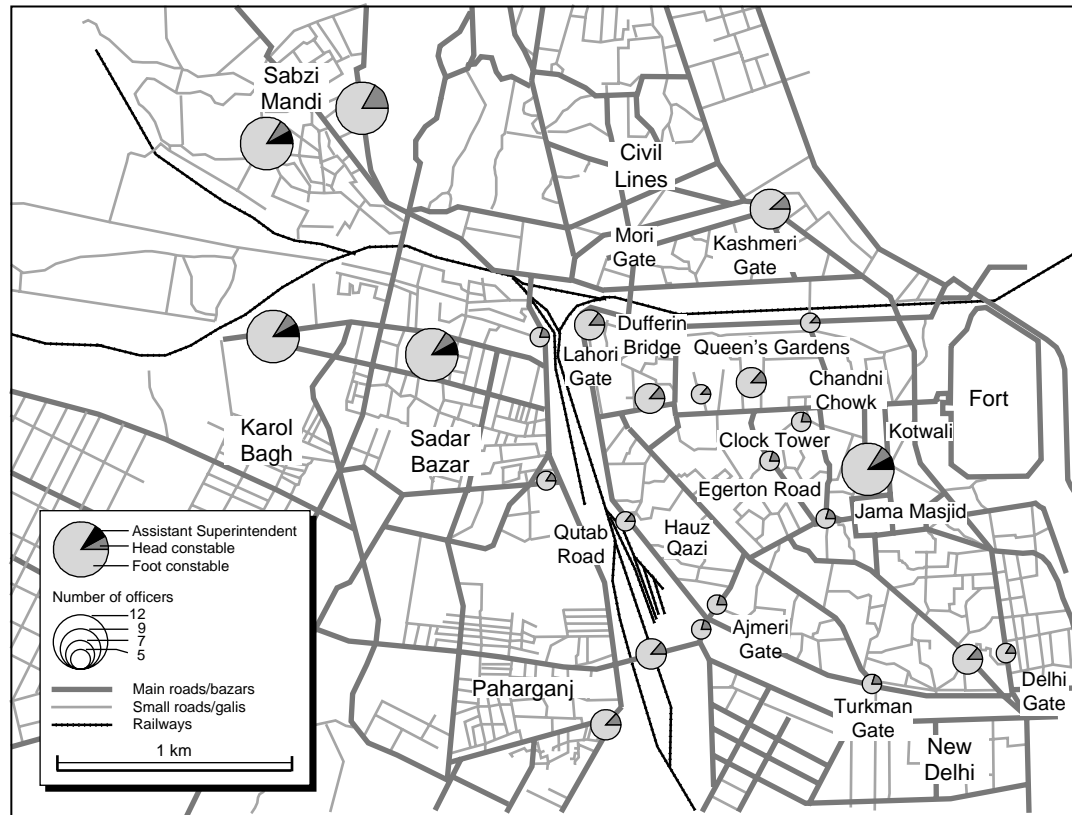 Sabzi
Mandi
Civil
Lines
Mori
Gate
Kashmeri
Gate
Dufferin
Bridge
Lahori
Gate
Queen's Gardens
Chandni
Chowk
Fort
Kotwali
Karol
Bagh
Sadar
Bazar
Clock Tower
Egerton Road
Jama Masjid
Qutab
Road
Hauz
Qazi
Ajmeri
Gate
Paharganj
Turkman
Gate
Delhi
Gate
New
Delhi
Assistant Superintendent
Head constable
Foot constable
Number of officers
12
9
7
5
Main roads/bazars
Small roads/galis
Railways
1 km